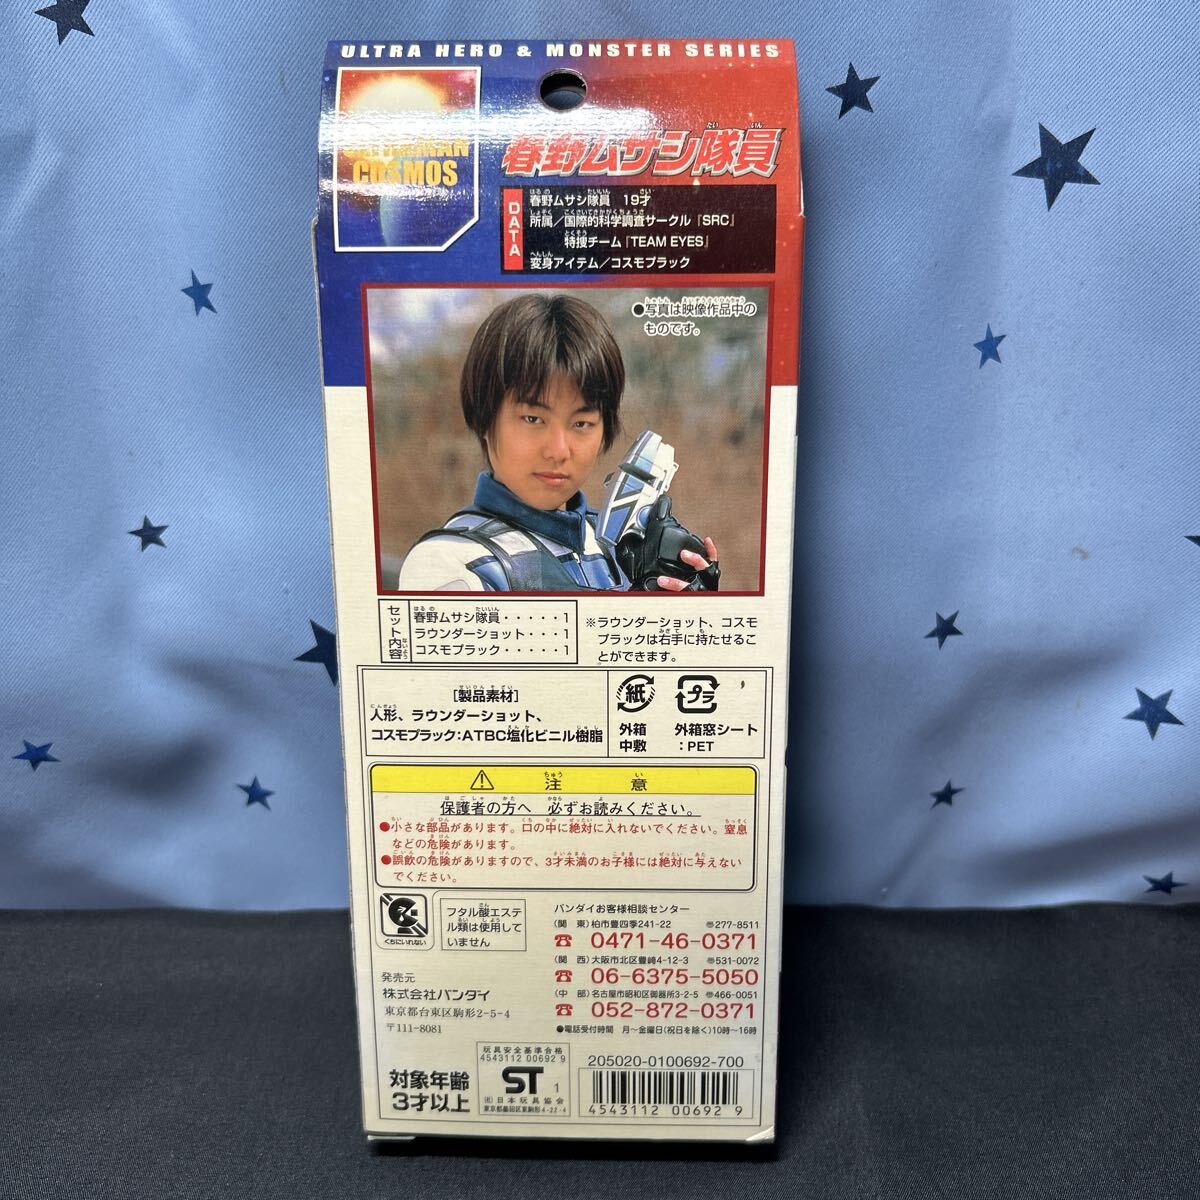 ULTRA HERO & MONSTER SERIES
COSMOS
春野ムサシ隊員
DATA
春野ムサシ隊員 19才
所属/国際的科学調査サークル『SRC』
特捜チーム『TEAM EYES』
変身アイテム/コスモプラック
●写真は映像作品中の
ものです。
セット内容
春野ムサシ隊員・・・・・1
ラウンダーショット・・・1
コスモプラック・・・・・1
※ラウンダーショット、コスモ
プラックは右手に持たせるこ
とができます。
[製品素材]
人形、ラウンダーショット、
コスモプラック:ATBC塩化ビニル樹脂
紙
外箱
中敷
プラ
外箱窓シート
:PET
注意
保護者の方へ 必ずお読みください。
●小さな部品があります。口の中に絶対に入れないでください。窒息
などの危険があります。
●誤飲の危険がありますので、3才未満のお子様には絶対に与えない
でください。
くちにいれない
フタル酸エステ
ル類は使用して
いません
バンダイお客様相談センター
(関 東)柏市豊四季241-22 〠277-8511
☎ 0471-46-0371
(関 西)大阪市北区豊崎4-12-3 〠531-0072
☎ 06-6375-5050
(中 部)名古屋市昭和区御器所3-2-5 〠466-0051
☎ 052-872-0371
●電話受付時間 月〜金曜日(祝日を除く)10時〜16時
発売元
株式会社バンダイ
東京都台東区駒形2-5-4
〒111-8081
対象年齢
3才以上
玩具安全基準合格
4543112 00692 9
ST 1
㈳日本玩具協会
東京都墨田区東駒形4-22-4
205020-0100692-700
4543112 00692 9